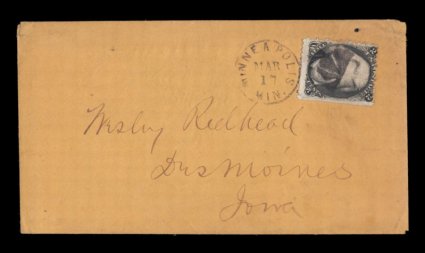 MINNEAPOLIS
MAR
17
MIN.
Wesley Redhead
Des Moines
Iowa